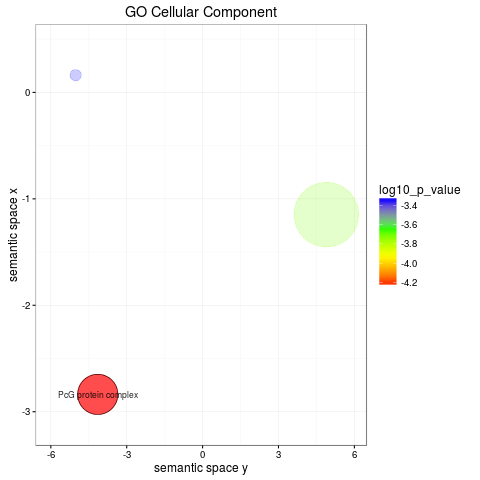 GO Cellular Component
0
-1
-2
-3
semantic space x
PcG protein complex
-6
-3
0
3
6
semantic space y
log10_p_value
-3.4
-3.6
-3.8
-4.0
-4.2